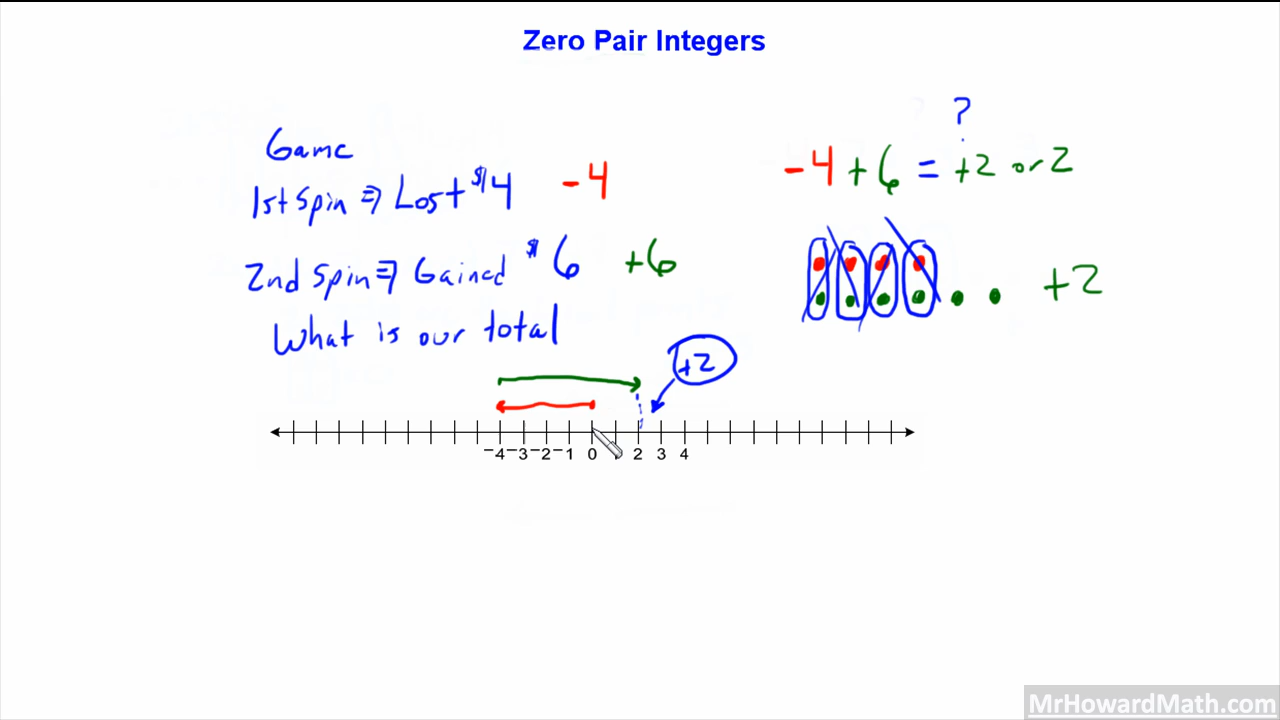 Zero Pair Integers
Game
1st Spin ⇒ Lost $4 -4
2nd Spin ⇒ Gained $6 +6
What is our total
?
-4 + 6 = +2 or 2
+2
+2
-4 -3 -2 -1 0 2 3 4
MrHowardMath.com